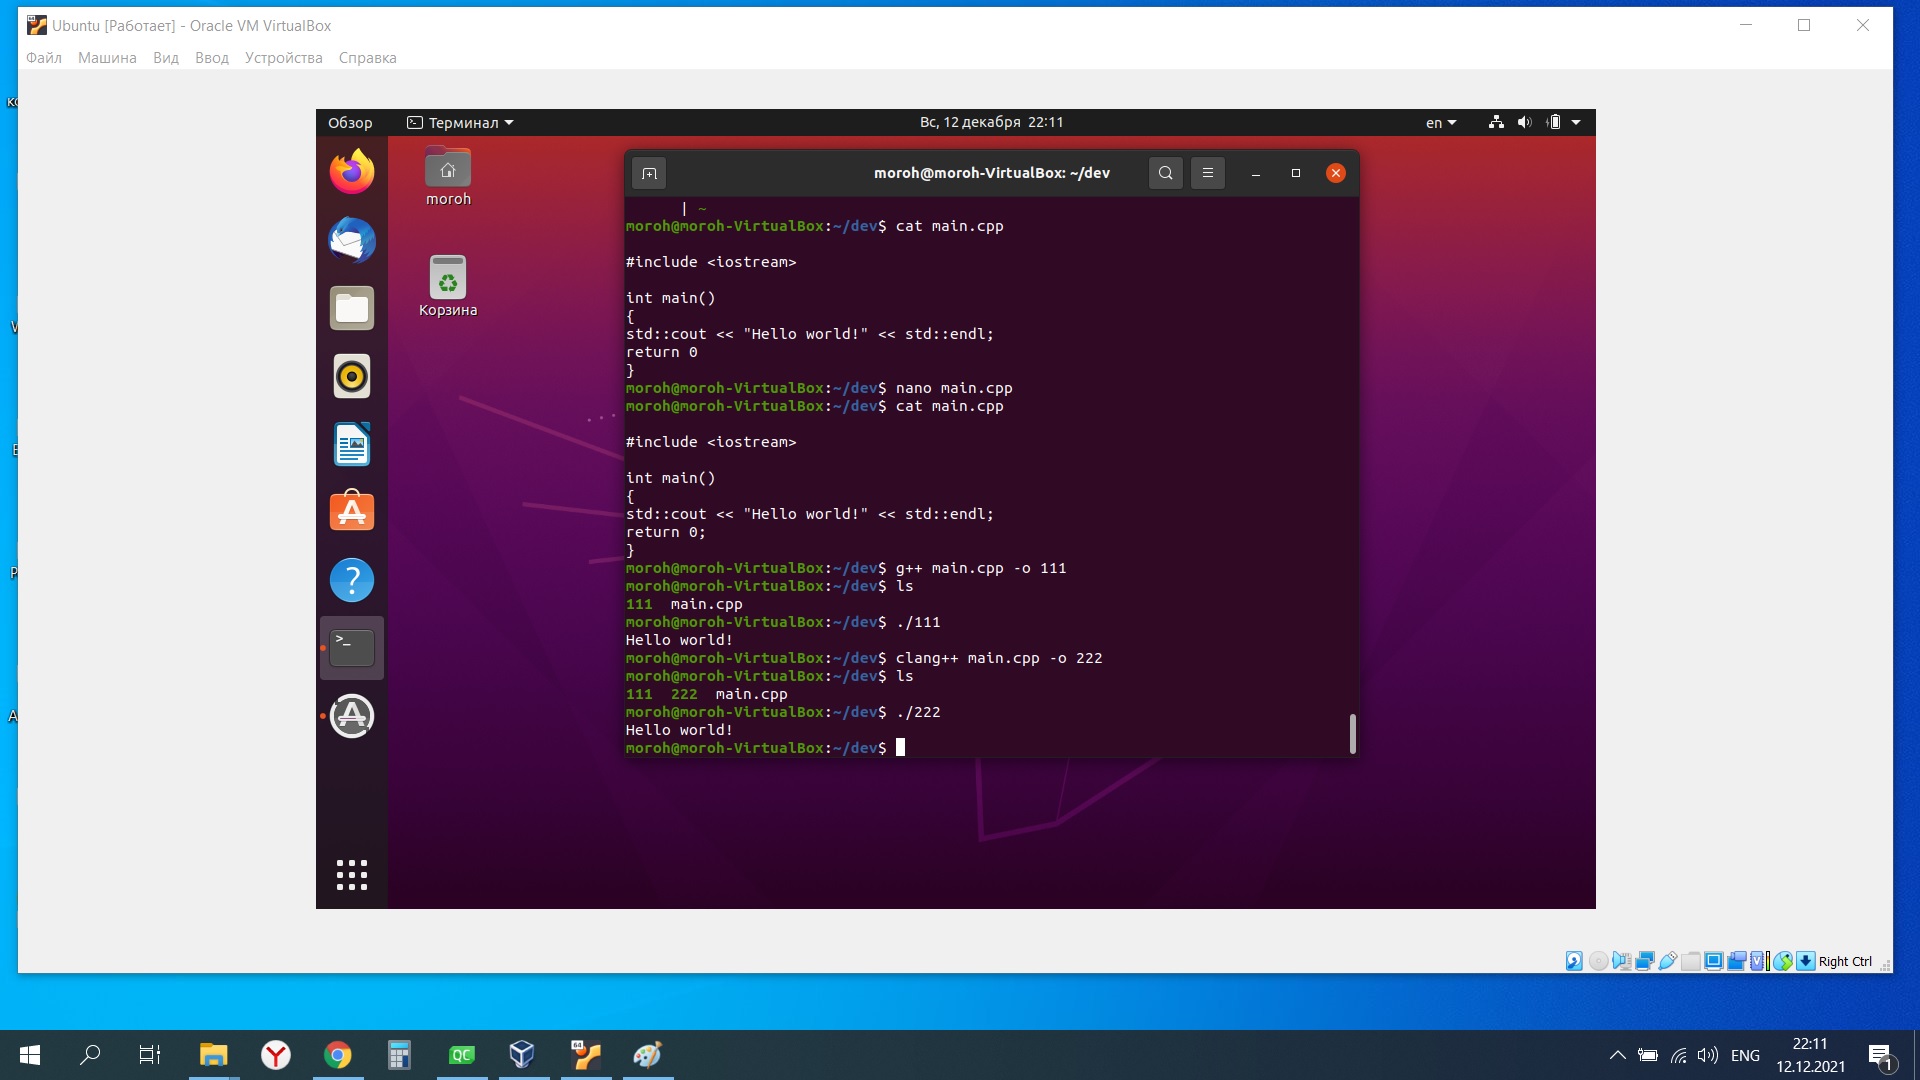 Ubuntu [Работает] - Oracle VM VirtualBox
Файл Машина Вид Ввод Устройства Справка
Обзор Терминал Вс, 12 декабря 22:11 en
moroh
Корзина
moroh@moroh-VirtualBox: ~/dev
| ~
moroh@moroh-VirtualBox:~/dev$ cat main.cpp
#include <iostream>
int main()
{
std::cout << "Hello world!" << std::endl;
return 0
}
moroh@moroh-VirtualBox:~/dev$ nano main.cpp
moroh@moroh-VirtualBox:~/dev$ cat main.cpp
#include <iostream>
int main()
{
std::cout << "Hello world!" << std::endl;
return 0;
}
moroh@moroh-VirtualBox:~/dev$ g++ main.cpp -o 111
moroh@moroh-VirtualBox:~/dev$ ls
111 main.cpp
moroh@moroh-VirtualBox:~/dev$ ./111
Hello world!
moroh@moroh-VirtualBox:~/dev$ clang++ main.cpp -o 222
moroh@moroh-VirtualBox:~/dev$ ls
111 222 main.cpp
moroh@moroh-VirtualBox:~/dev$ ./222
Hello world!
moroh@moroh-VirtualBox:~/dev$
Right Ctrl
QC
64
ENG
22:11
12.12.2021
1